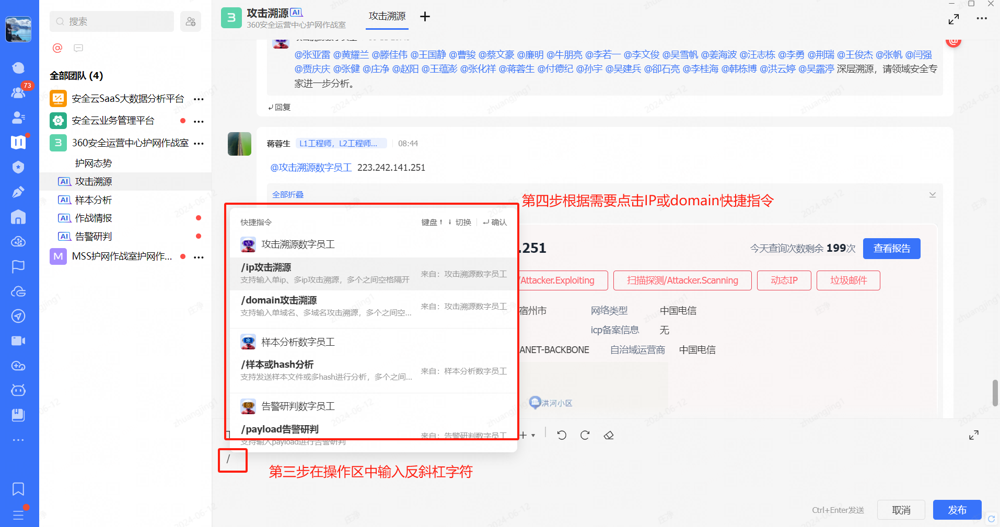 搜索
73
全部团队 (4)
安全云SaaS大数据分析平台
安全云业务管理平台
3 360安全运营中心护网作战室
护网态势
AI 攻击溯源
AI 样本分析
AI 作战情报
AI 告警研判
M MSS护网作战室护网作...
3 攻击溯源 AI
360安全运营中心护网作战室
攻击溯源
@张亚雷 @黄耀兰 @滕佳伟 @王国静 @曹骏 @蔡文豪 @廉明 @牛朋亮 @李若一 @李文俊 @吴雪帆 @姜海波 @汪志栋 @李勇 @荆瑞 @王俊杰 @张帆 @闫强
@贾庆庆 @张健 @庄净 @赵阳 @王蕴澎 @张化祥 @蒋蓉生 @付德纪 @孙宇 @吴建兵 @郤石亮 @李桂海 @韩栋博 @洪云婷 @吴露渟 深层溯源，请领域安全专
家进一步分析。
回复
蒋蓉生 L1工程师，L2工程师... 08:44
@攻击溯源数字员工 223.242.141.251
全部折叠
第四步根据需要点击IP或domain快捷指令
快捷指令 键盘↑ ↓ 切换 ↵ 确认
攻击溯源数字员工
/ip攻击溯源
支持输入单ip、多ip攻击溯源，多个之间空格隔开
来自：攻击溯源数字员工
/domain攻击溯源
支持输入单域名、多域名攻击溯源，多个之间空...
来自：攻击溯源数字员工
样本分析数字员工
/样本或hash分析
支持发送样本文件或多hash进行分析，多个之间...
来自：样本分析数字员工
告警研判数字员工
/payload告警研判
支持输入payload进行告警研判
来自：告警研判数字员工
.251
今天查询次数剩余 199次 查看报告
/Attacker.Exploiting 扫描探测/Attacker.Scanning 动态IP 垃圾邮件
宿州市 网络类型 中国电信
icp备案信息 无
ANET-BACKBONE 自治域运营商 中国电信
洪河小区
/
第三步在操作区中输入反斜杠字符
Ctrl+Enter发送 取消 发布
2024-06-12
zhuangjing1
庄净